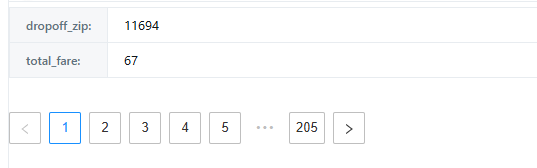 dropoff_zip: 11694
total_fare: 67
< 1 2 3 4 5 ••• 205 >